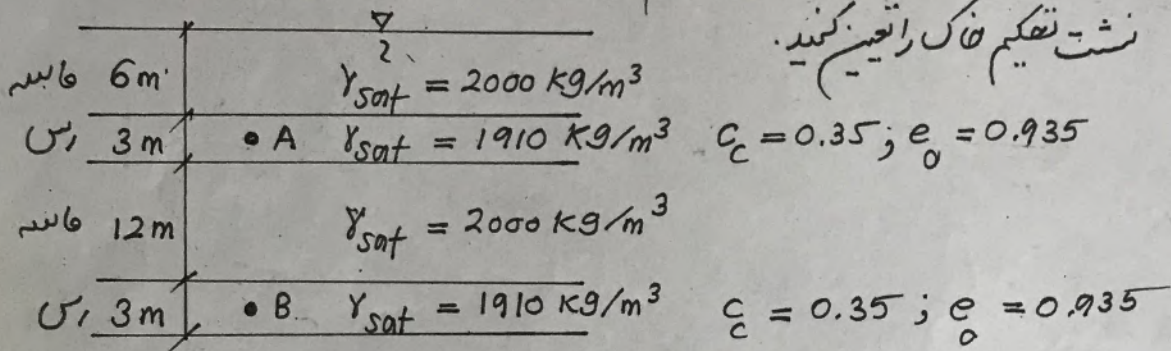 نشت تحکیم خاک را تعیین کنید.
∇
2
ماسه 6m γsat = 2000 kg/m³
رس 3m • A γsat = 1910 kg/m³ Cc = 0.35 ; e₀ = 0.935
ماسه 12m γsat = 2000 kg/m³
رس 3m • B γsat = 1910 kg/m³ Cc = 0.35 ; e₀ = 0.935